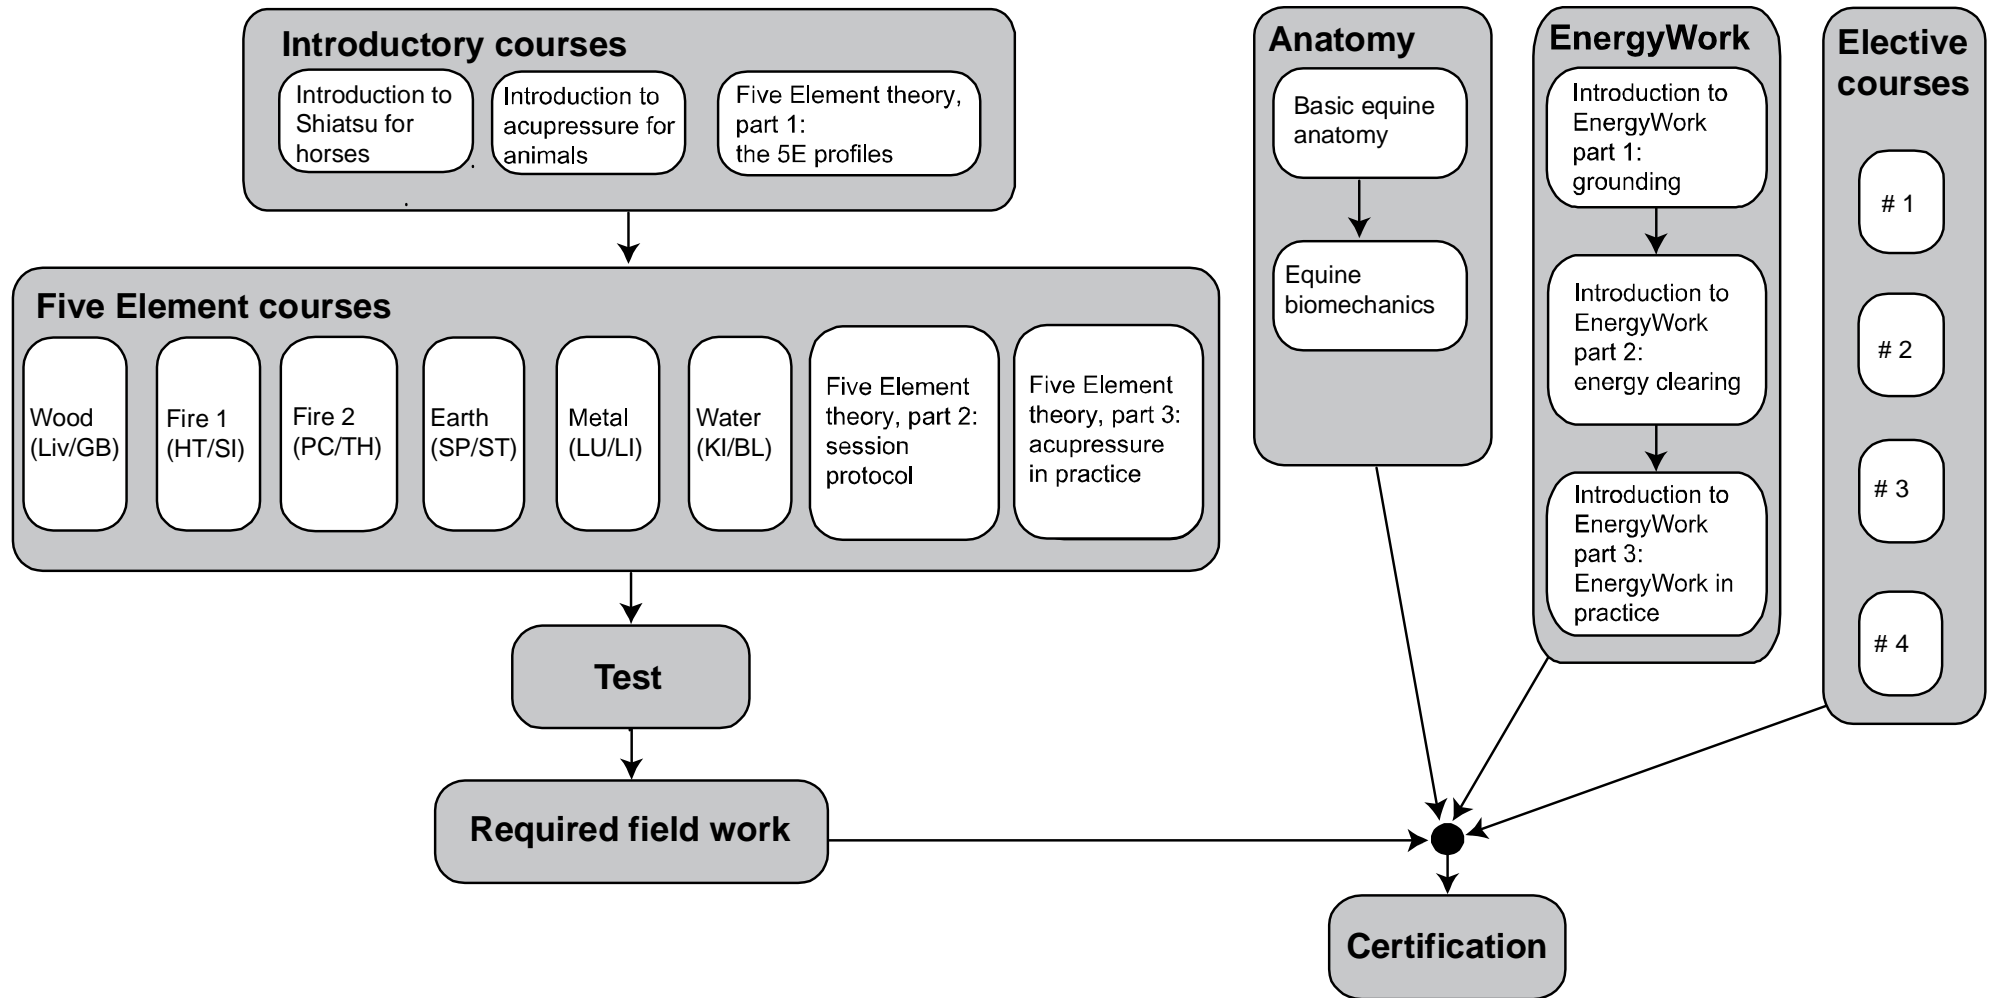 Introductory courses
Introduction to
Shiatsu for
horses
Introduction to
acupressure for
animals
Five Element theory,
part 1:
the 5E profiles
Five Element courses
Wood
(Liv/GB)
Fire 1
(HT/SI)
Fire 2
(PC/TH)
Earth
(SP/ST)
Metal
(LU/LI)
Water
(KI/BL)
Five Element
theory, part 2:
session
protocol
Five Element
theory, part 3:
acupressure
in practice
Test
Required field work
Anatomy
Basic equine
anatomy
Equine
biomechanics
EnergyWork
Introduction to
EnergyWork
part 1:
grounding
Introduction to
EnergyWork
part 2:
energy clearing
Introduction to
EnergyWork
part 3:
EnergyWork in
practice
Elective
courses
# 1
# 2
# 3
# 4
Certification